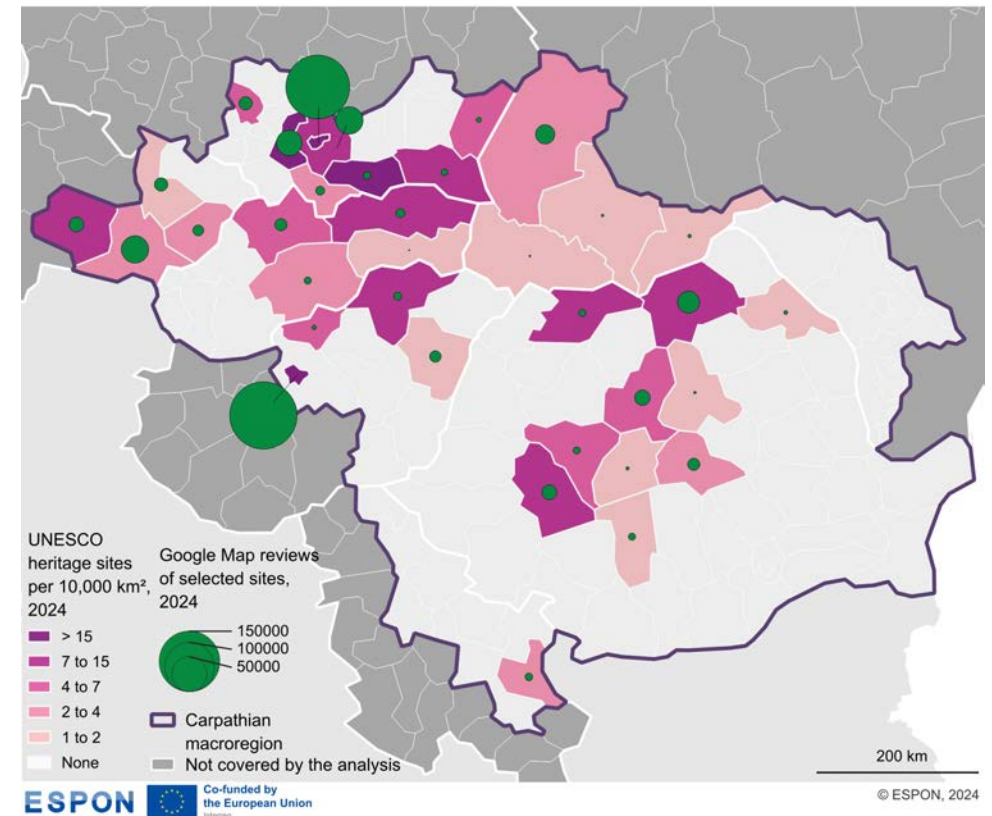 UNESCO
heritage sites
per 10,000 km²,
2024
> 15
7 to 15
4 to 7
2 to 4
1 to 2
None
Google Map reviews
of selected sites,
2024
150000
100000
50000
Carpathian
macroregion
Not covered by the analysis
200 km
ESPON
Co-funded by
the European Union
Interreg
© ESPON, 2024